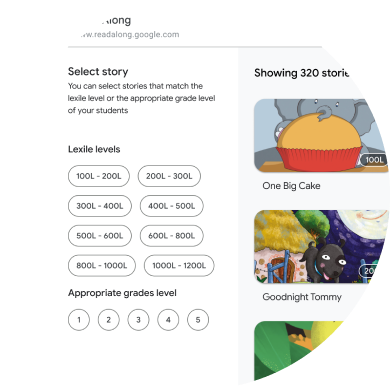 along
.readalong.google.com
Select story
You can select stories that match the
lexile level or the appropriate grade level
of your students
Lexile levels
100L - 200L
200L - 300L
300L - 400L
400L - 500L
500L - 600L
600L - 800L
800L - 1000L
1000L - 1200L
Appropriate grades level
1
2
3
4
5
Showing 320
100L
One Big Cake
Goodnight Tommy